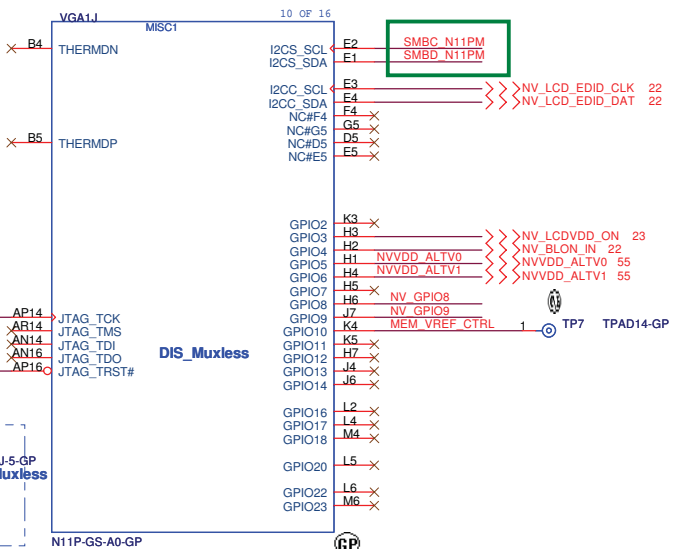 VGA1J
MISC1
10 OF 16
B4 THERMDN
I2CS_SCL E2 SMBC_N11PM
I2CS_SDA E1 SMBD_N11PM
I2CC_SCL E3 NV_LCD_EDID_CLK 22
I2CC_SDA E4 NV_LCD_EDID_DAT 22
NC#F4 F4
NC#G5 G5
B5 THERMDP NC#D5 D5
NC#E5 E5
GPIO2 K3
GPIO3 H3 NV_LCDVDD_ON 23
GPIO4 H2 NV_BLON_IN 22
GPIO5 H1 NVVDD_ALTV0 NVVDD_ALTV0 55
GPIO6 H4 NVVDD_ALTV1 NVVDD_ALTV1 55
GPIO7 H5
GPIO8 H6 NV_GPIO8
AP14 JTAG_TCK GPIO9 J7 NV_GPIO9
AR14 JTAG_TMS GPIO10 K4 MEM_VREF_CTRL 1 TP7 TPAD14-GP
AN14 JTAG_TDI GPIO11 K5
AN16 JTAG_TDO DIS_Muxless GPIO12 H7
AP16 JTAG_TRST# GPIO13 J4
GPIO14 J6
GPIO16 L2
GPIO17 L4
GPIO18 M4
J-5-GP GPIO20 L5
uxless
GPIO22 L6
GPIO23 M6
N11P-GS-A0-GP
GP